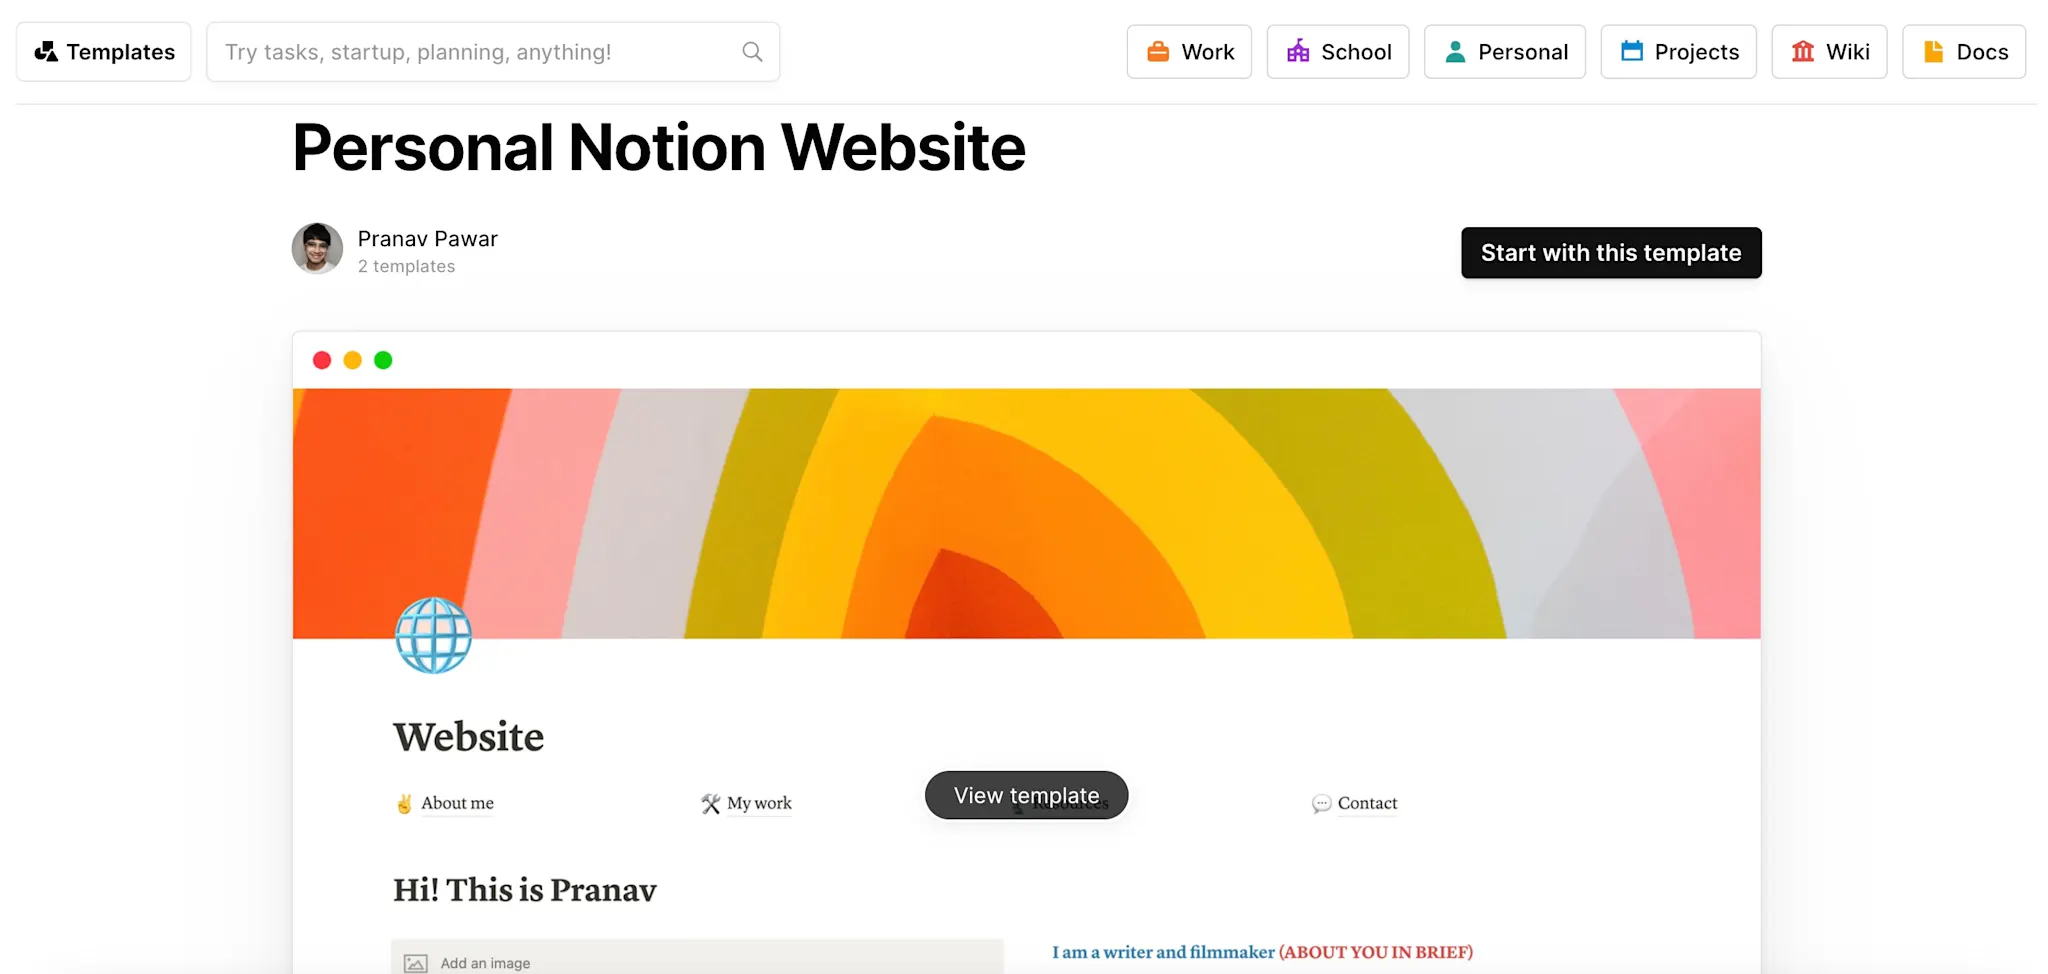 Templates
Try tasks, startup, planning, anything!
Work
School
Personal
Projects
Wiki
Docs
Personal Notion Website
Pranav Pawar
2 templates
Start with this template
Website
About me
My work
View template
Resources
Contact
Hi! This is Pranav
Add an image
I am a writer and filmmaker (ABOUT YOU IN BRIEF)